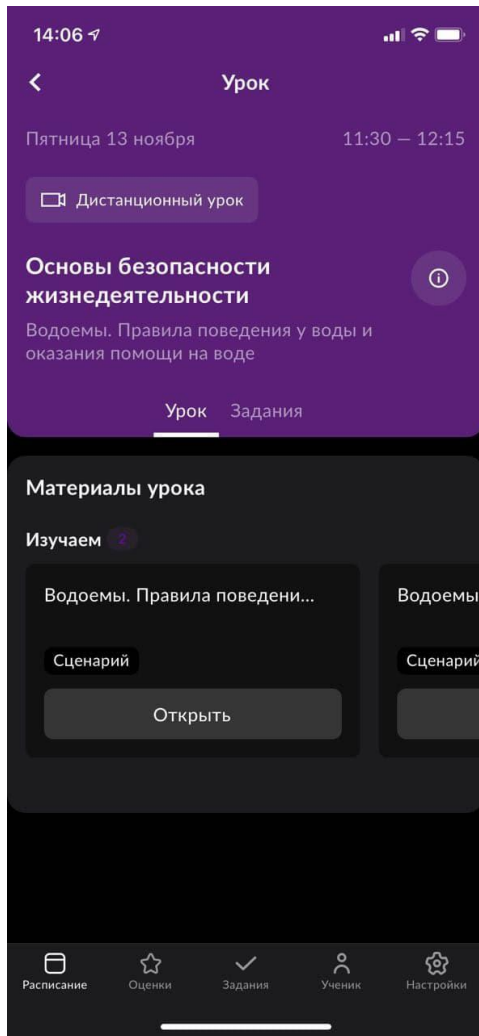 14:06
Урок
Пятница 13 ноября 11:30 — 12:15
Дистанционный урок
Основы безопасности
жизнедеятельности
Водоемы. Правила поведения у воды и
оказания помощи на воде
Урок Задания
Материалы урока
Изучаем 2
Водоемы. Правила поведени... Водоемы
Сценарий Сценарий
Открыть
Расписание Оценки Задания Ученик Настройки